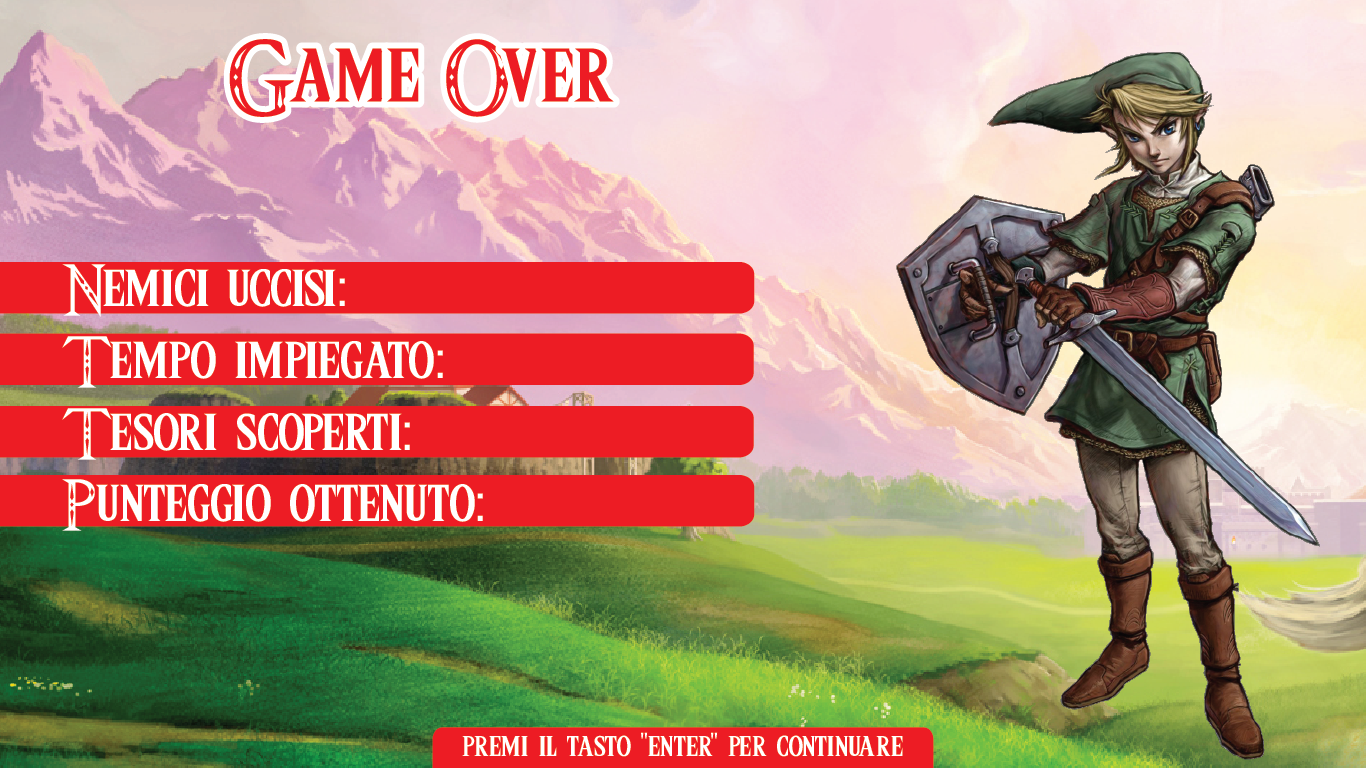 Game Over
Nemici uccisi:
Tempo impiegato:
Tesori scoperti:
Punteggio ottenuto:
PREMI IL TASTO "ENTER" PER CONTINUARE